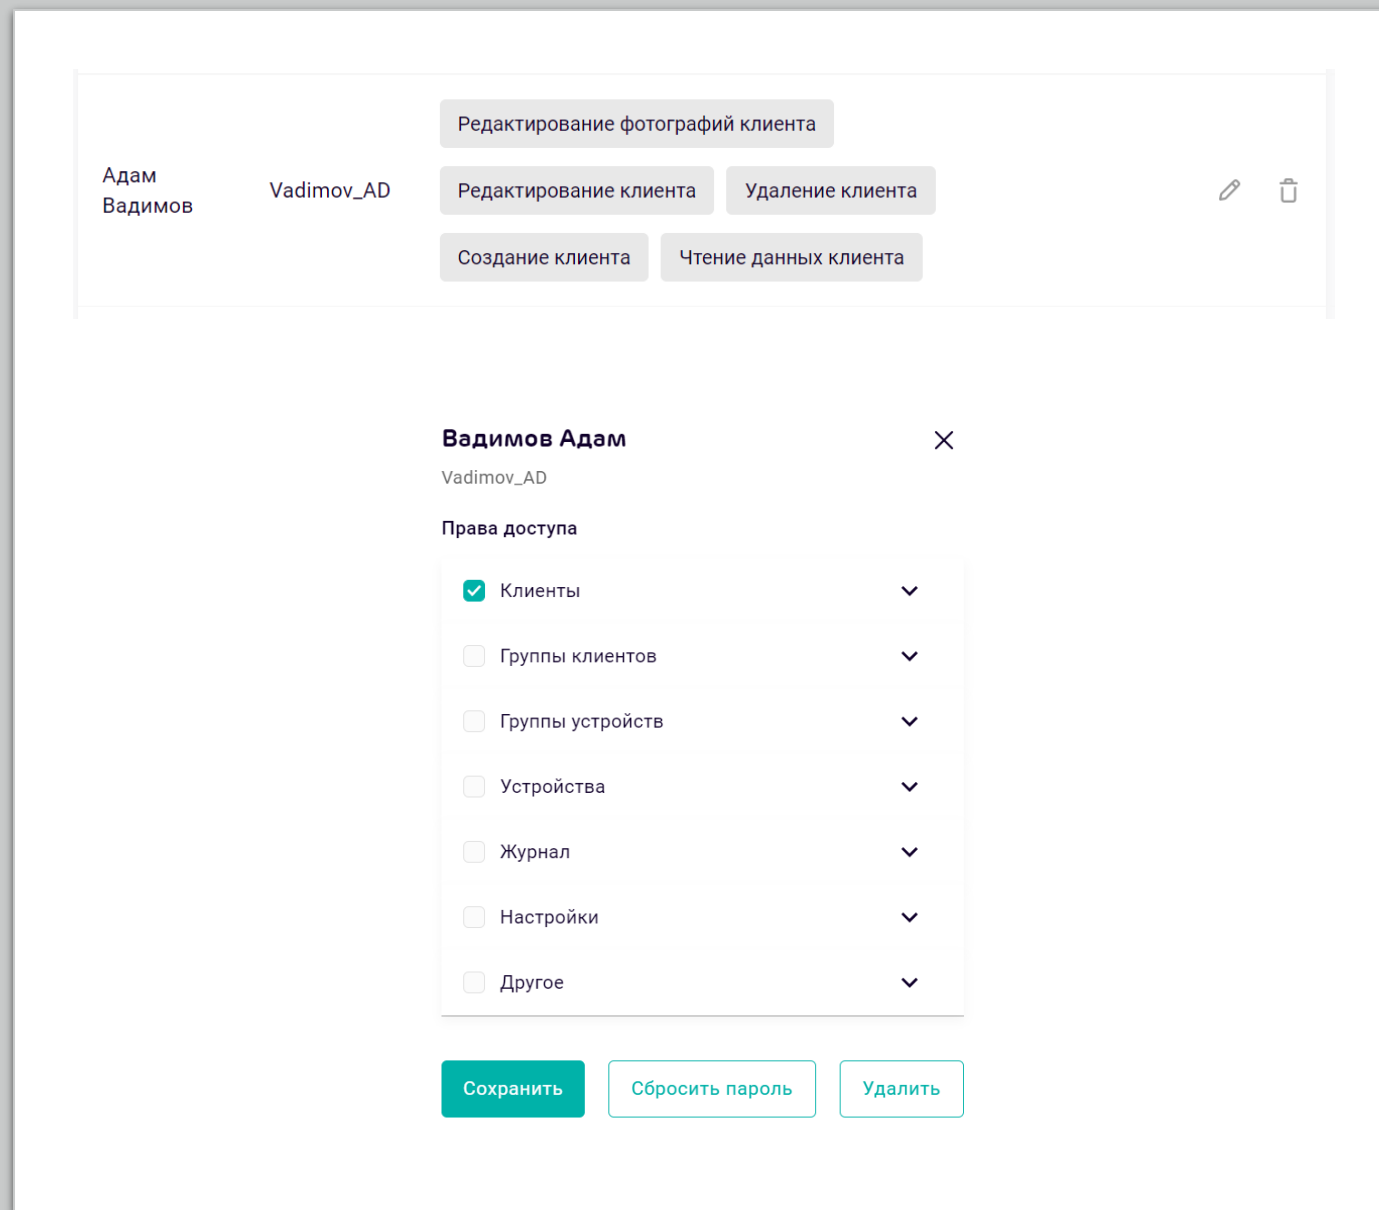 Редактирование фотографий клиента
Адам
Вадимов
Vadimov_AD
Редактирование клиента
Удаление клиента
Создание клиента
Чтение данных клиента
Вадимов Адам
Vadimov_AD
Права доступа
Клиенты
Группы клиентов
Группы устройств
Устройства
Журнал
Настройки
Другое
Сохранить
Сбросить пароль
Удалить